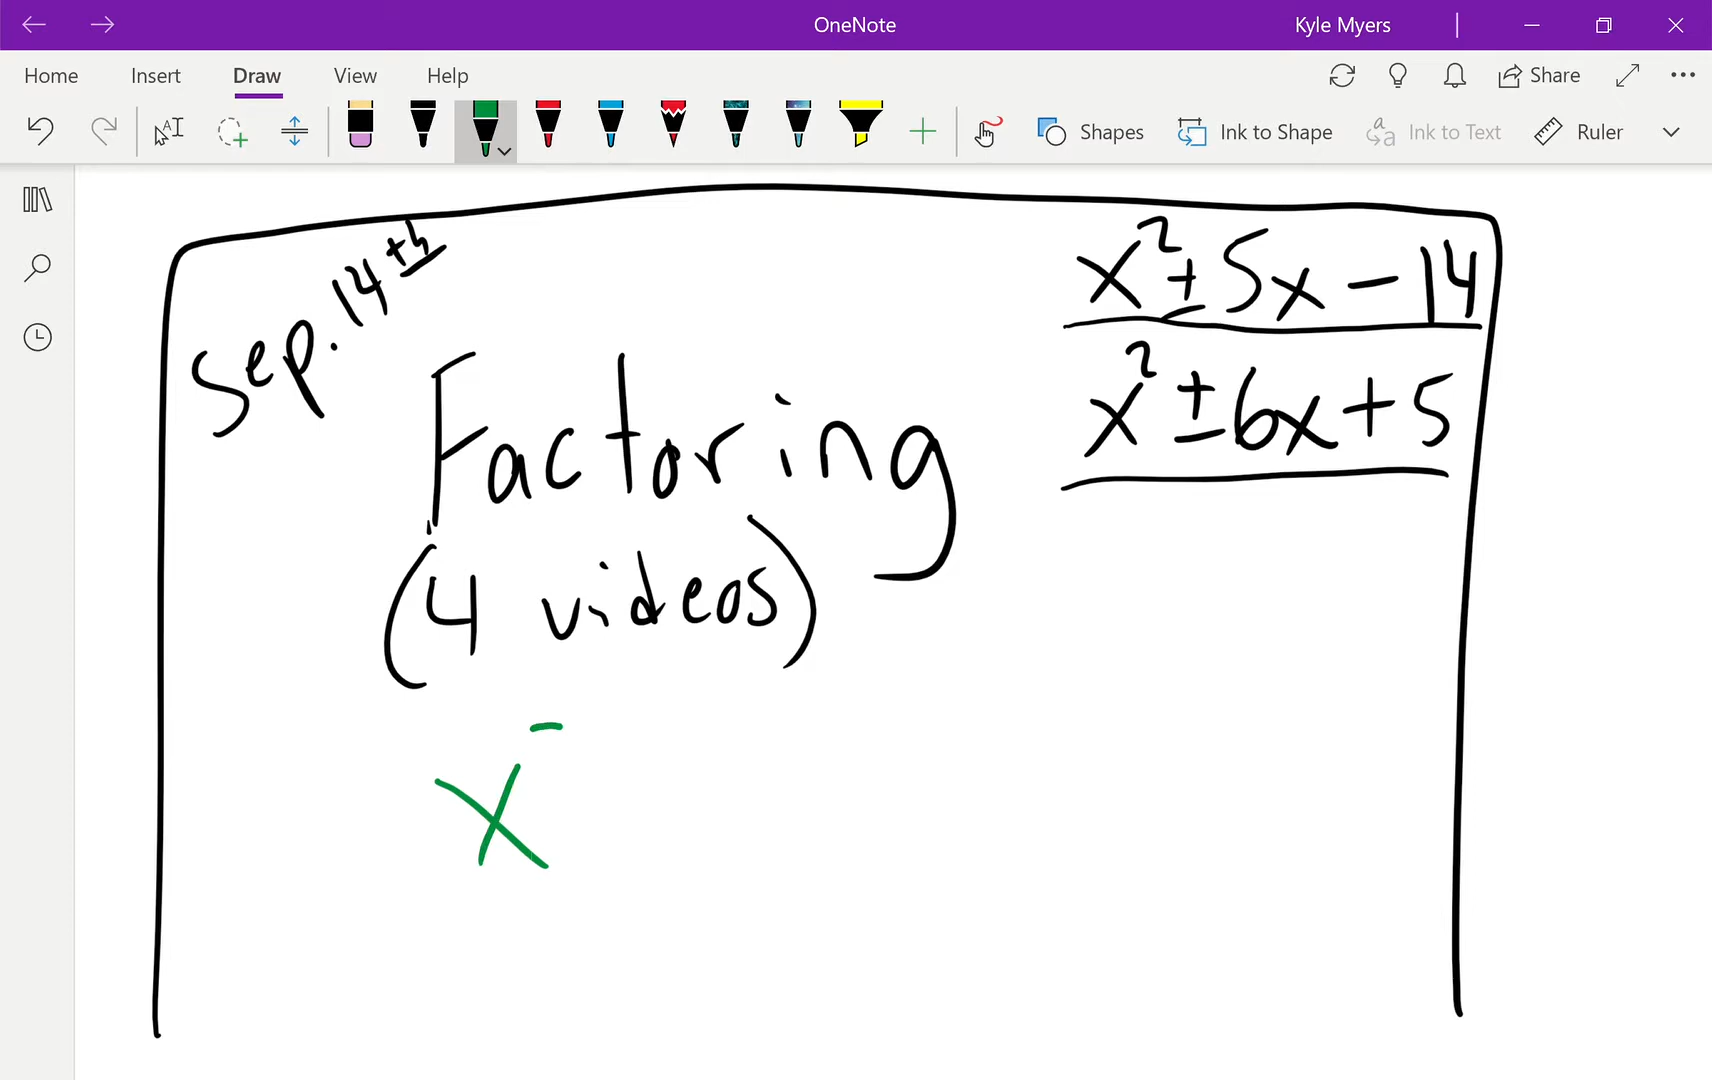 OneNote
Kyle Myers
Home Insert Draw View Help
Share
Shapes Ink to Shape Ink to Text Ruler
Sep. 14th
x² ± 5x - 14
x² ± 6x + 5
Factoring
(4 videos)
x⁻